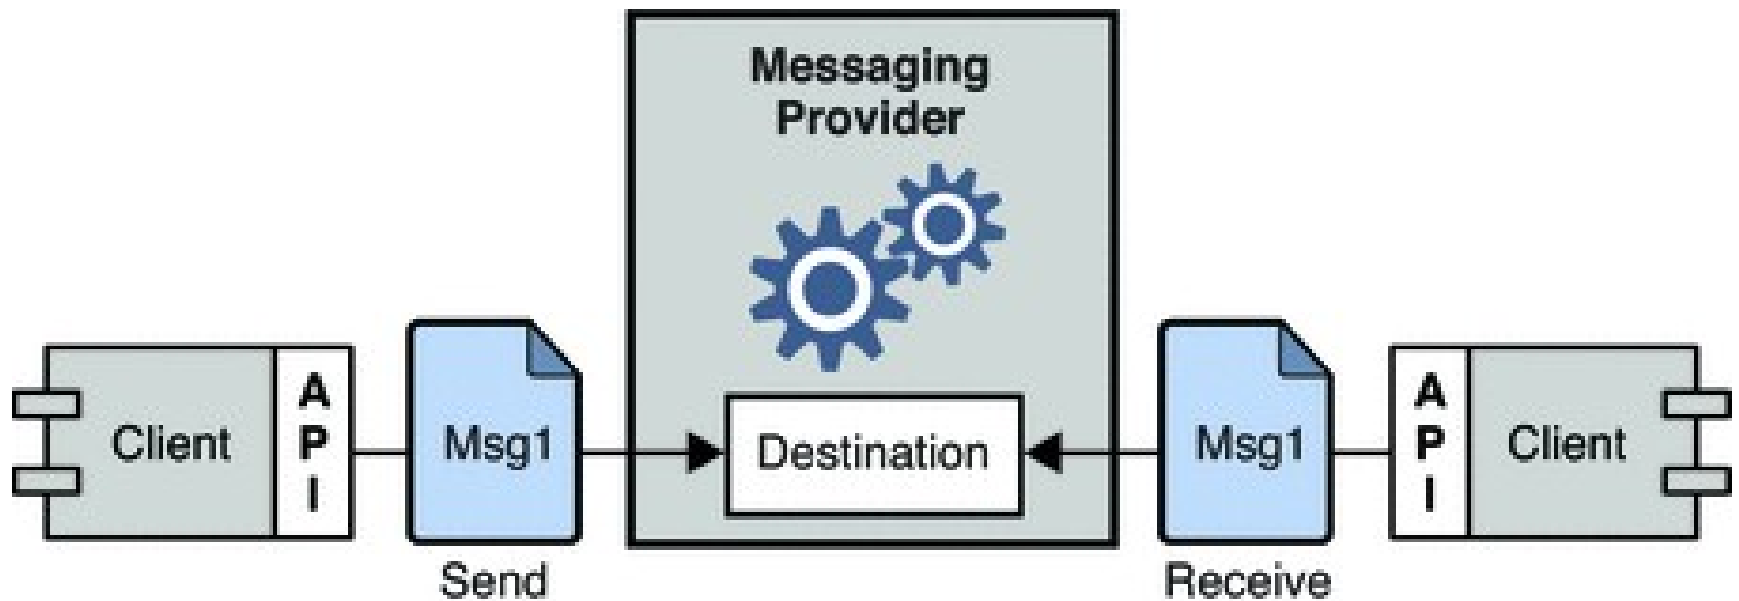 Messaging
Provider
Client
A
P
I
Msg1
Send
Destination
Msg1
Receive
A
P
I
Client